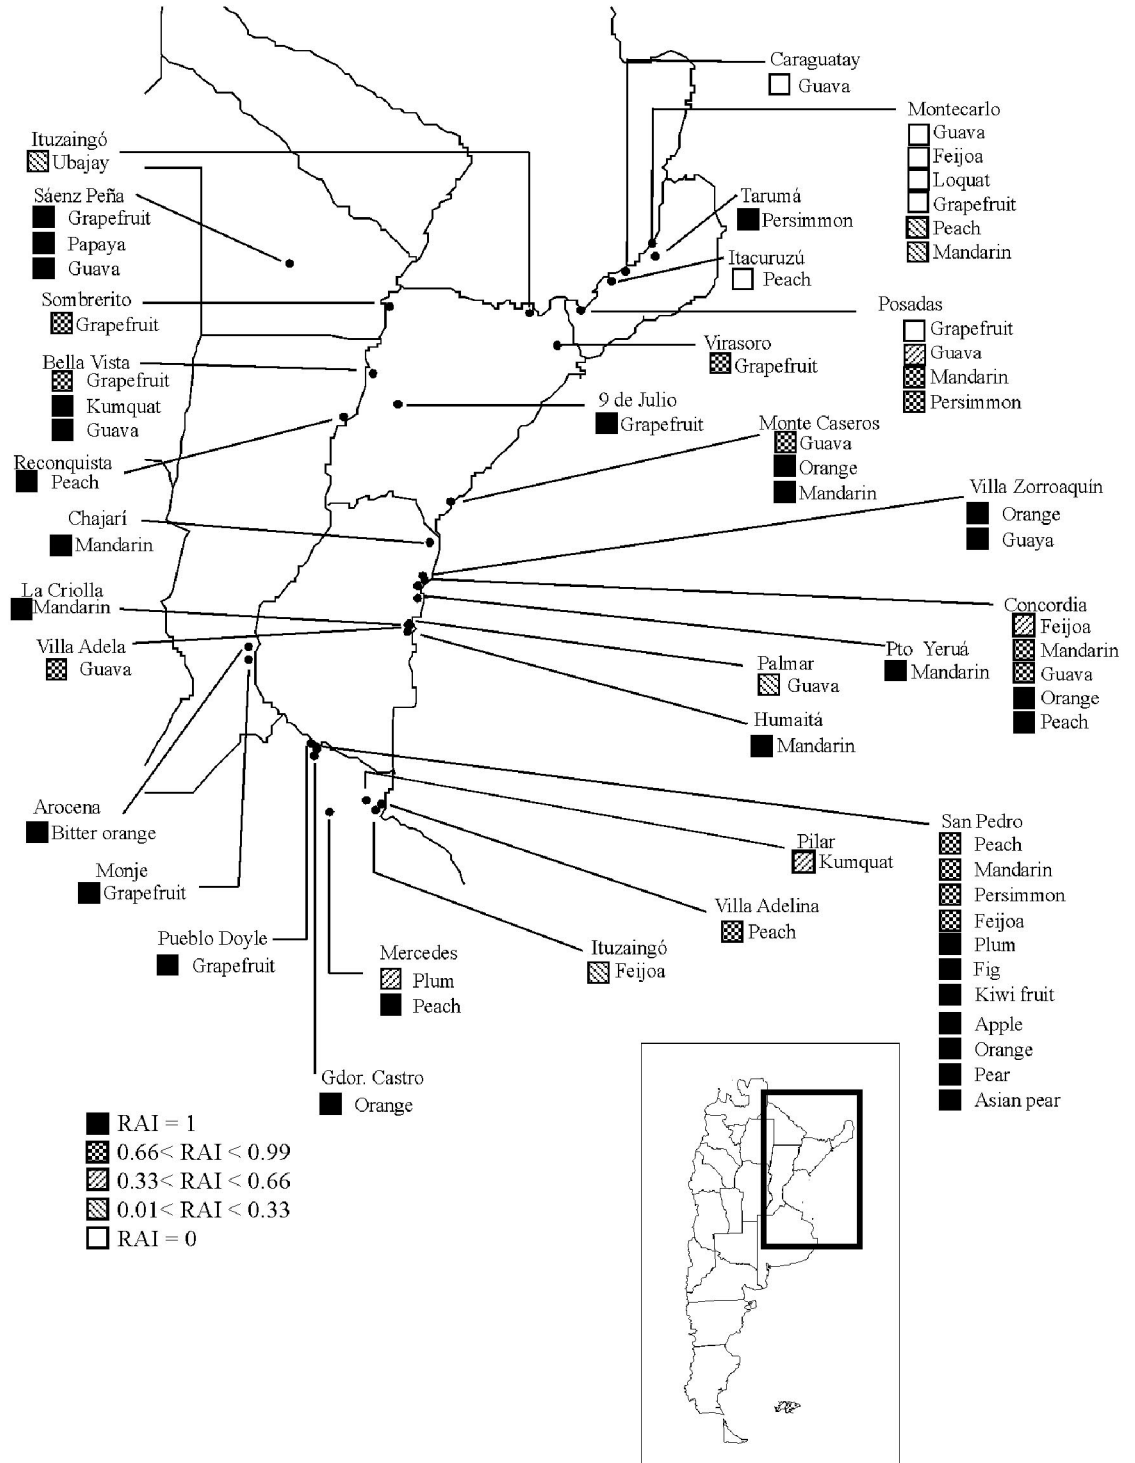 Caraguatay
Guava
Montecarlo
Guava
Feijoa
Loquat
Grapefruit
Peach
Mandarin
Ituzaingó
Ubajay
Sáenz Peña
Grapefruit
Papaya
Guava
Tarumá
Persimmon
Itacuruzú
Peach
Sombrerito
Grapefruit
Posadas
Grapefruit
Guava
Mandarin
Persimmon
Virasoro
Grapefruit
Bella Vista
Grapefruit
Kumquat
Guava
9 de Julio
Grapefruit
Monte Caseros
Guava
Orange
Mandarin
Reconquista
Peach
Villa Zorroaquín
Orange
Guaya
Chajarí
Mandarin
La Criolla
Mandarin
Concordia
Feijoa
Mandarin
Guava
Orange
Peach
Villa Adela
Guava
Pto Yeruá
Mandarin
Palmar
Guava
Humaitá
Mandarin
Arocena
Bitter orange
Monje
Grapefruit
San Pedro
Peach
Mandarin
Persimmon
Feijoa
Plum
Fig
Kiwi fruit
Apple
Orange
Pear
Asian pear
Pilar
Kumquat
Villa Adelina
Peach
Pueblo Doyle
Grapefruit
Mercedes
Plum
Peach
Ituzaingó
Feijoa
Gdor. Castro
Orange
RAI = 1
0.66< RAI < 0.99
0.33< RAI < 0.66
0.01< RAI < 0.33
RAI = 0